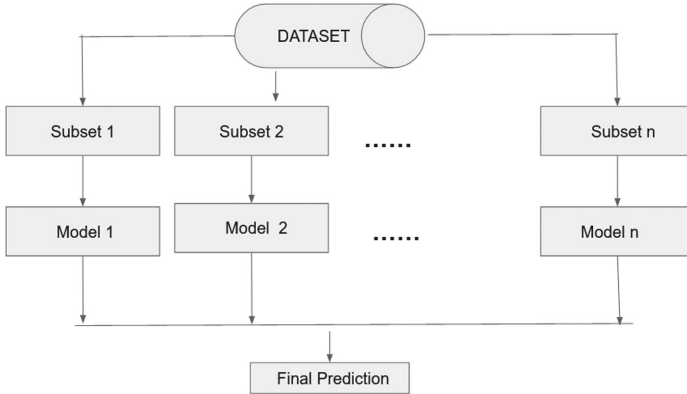 DATASET
Subset 1
Subset 2
......
Subset n
Model 1
Model 2
......
Model n
Final Prediction